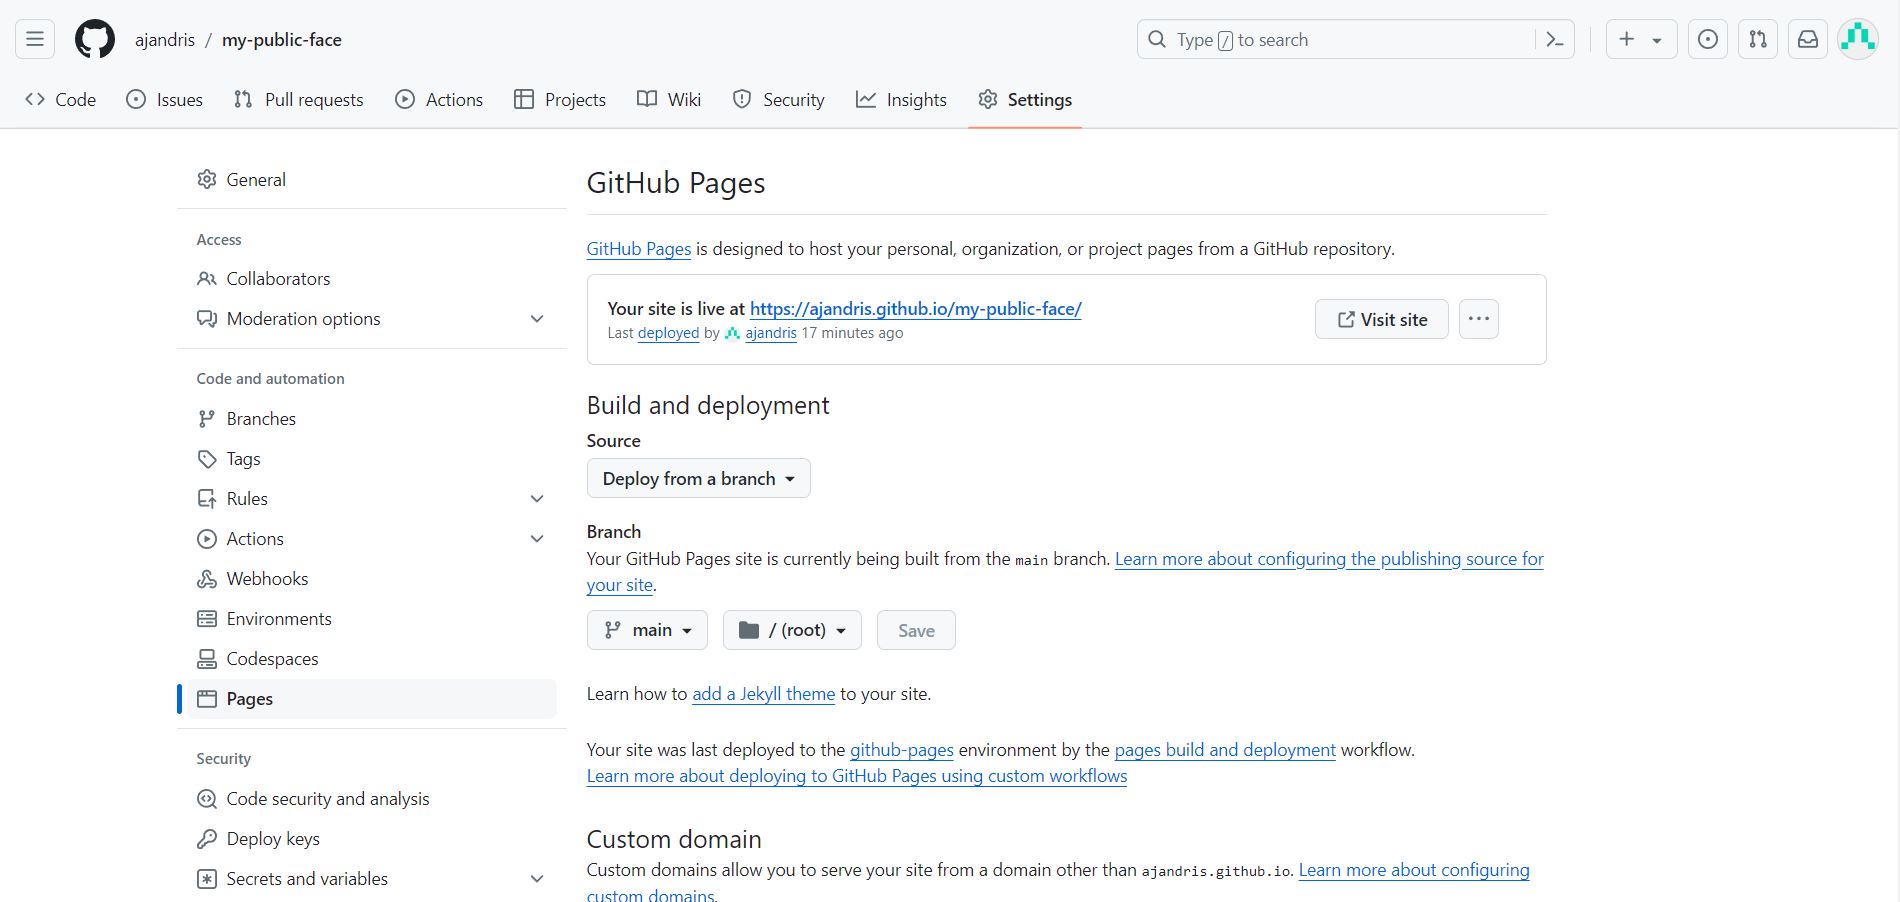 ajandris / my-public-face
Type / to search
Code
Issues
Pull requests
Actions
Projects
Wiki
Security
Insights
Settings
General
Access
Collaborators
Moderation options
Code and automation
Branches
Tags
Rules
Actions
Webhooks
Environments
Codespaces
Pages
Security
Code security and analysis
Deploy keys
Secrets and variables
GitHub Pages
GitHub Pages is designed to host your personal, organization, or project pages from a GitHub repository.
Your site is live at https://ajandris.github.io/my-public-face/
Last deployed by ajandris 17 minutes ago
Visit site
Build and deployment
Source
Deploy from a branch
Branch
Your GitHub Pages site is currently being built from the main branch. Learn more about configuring the publishing source for
your site.
main
/ (root)
Save
Learn how to add a Jekyll theme to your site.
Your site was last deployed to the github-pages environment by the pages build and deployment workflow.
Learn more about deploying to GitHub Pages using custom workflows
Custom domain
Custom domains allow you to serve your site from a domain other than ajandris.github.io. Learn more about configuring
custom domains.